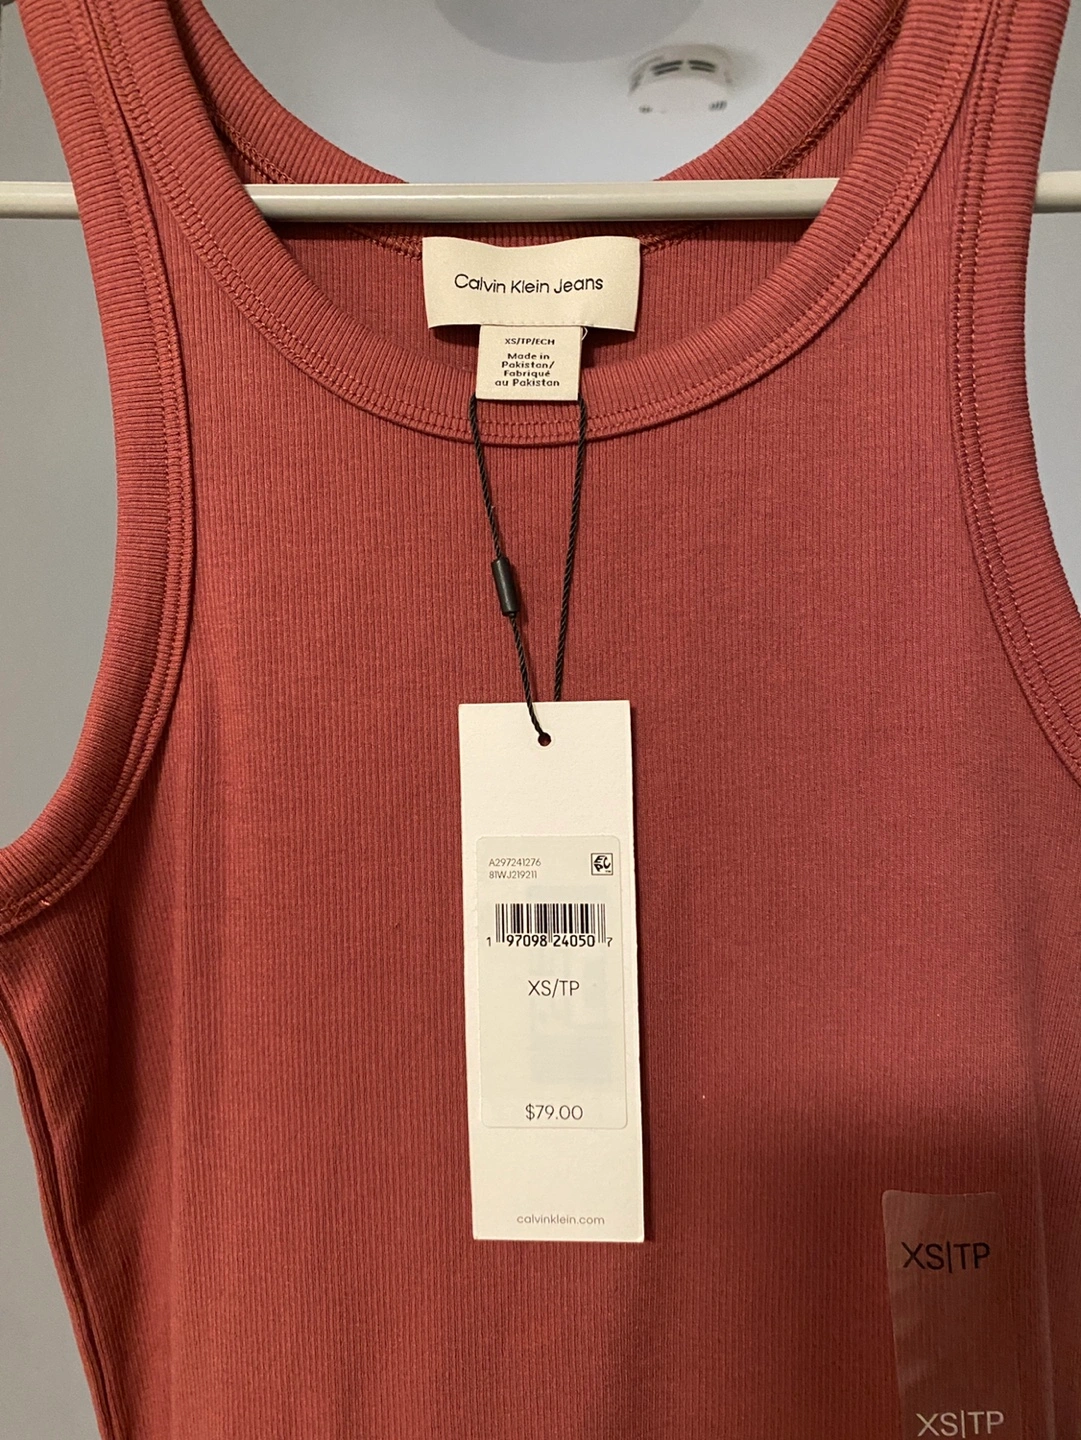 Calvin Klein Jeans
XS/TP/ECH
Made in
Pakistan/
Fabriqué
au Pakistan
A297241276
81WJ219211
1 97098 24050 7
XS/TP
$79.00
calvinklein.com
XS|TP
XS|TP